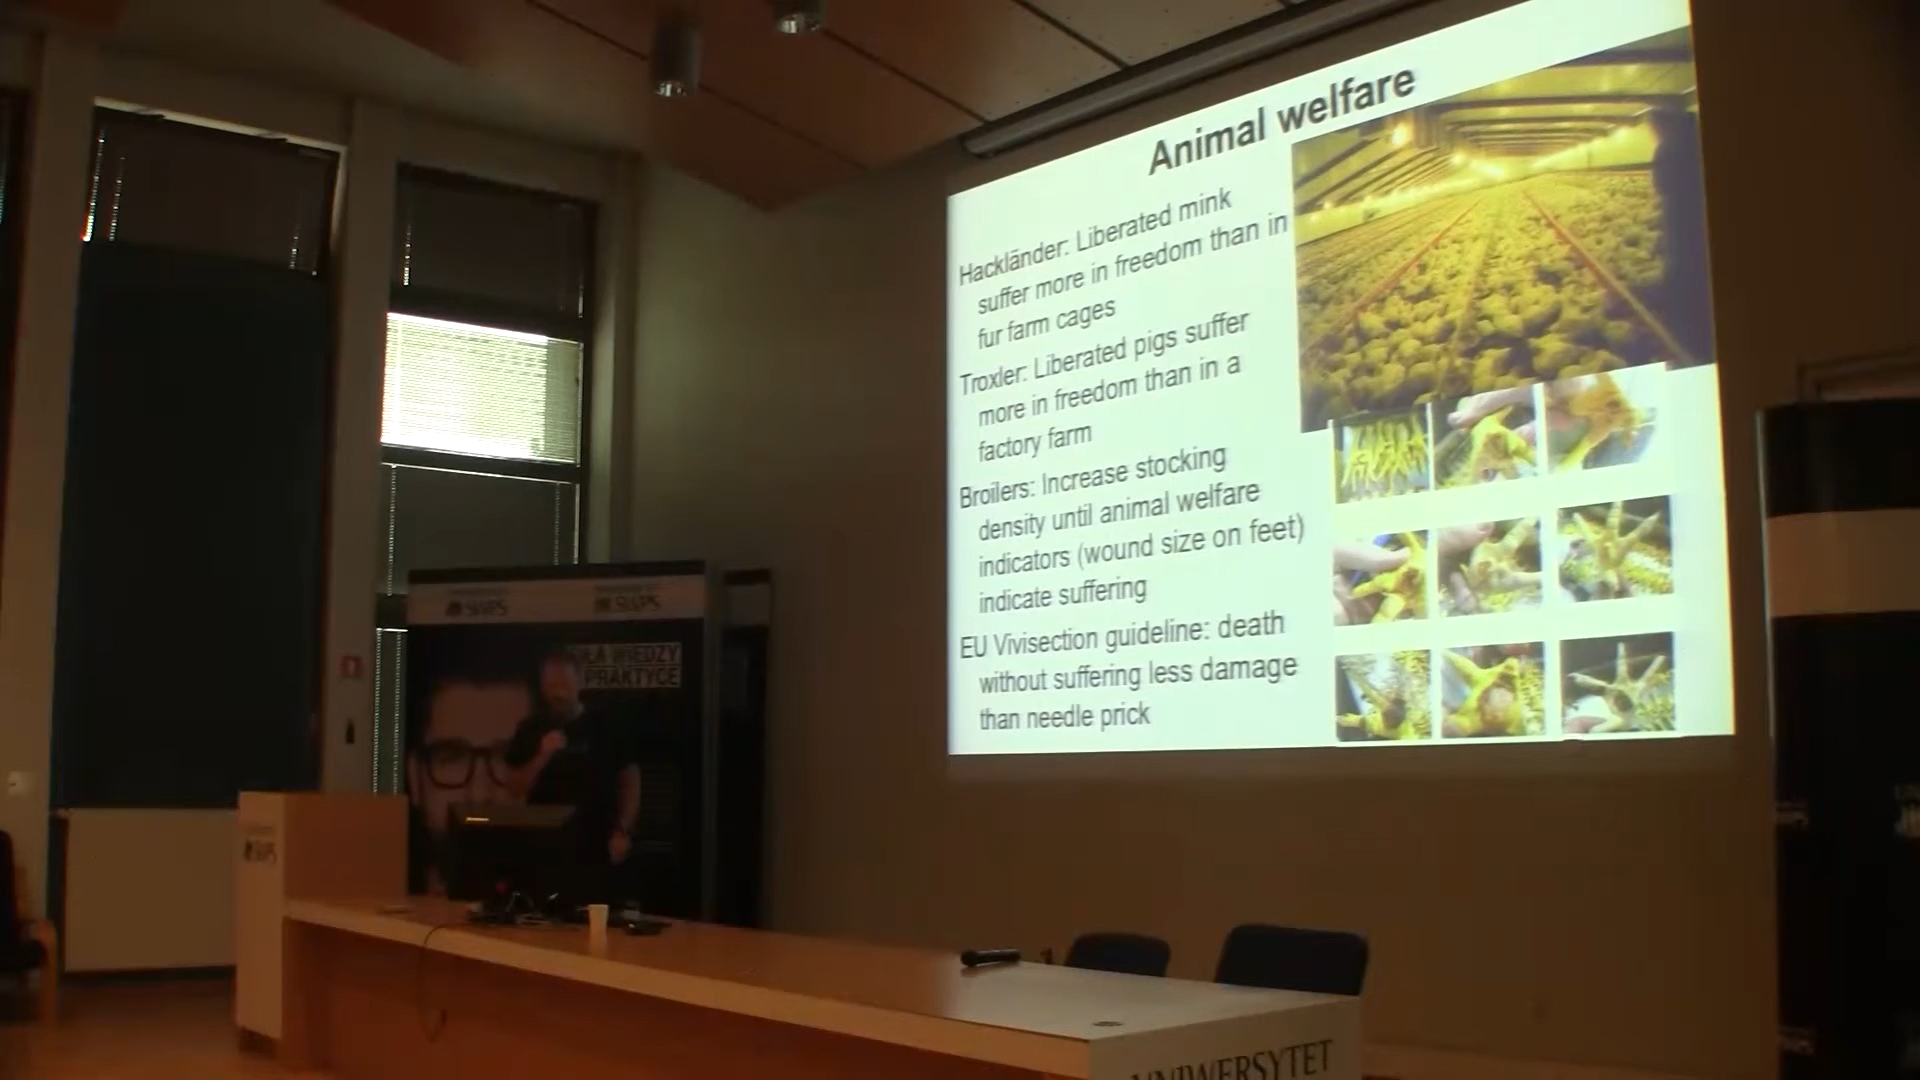 Animal welfare
Hackländer: Liberated mink
suffer more in freedom than in
fur farm cages
Troxler: Liberated pigs suffer
more in freedom than in a
factory farm
Broilers: Increase stocking
density until animal welfare
indicators (wound size on feet)
indicate suffering
EU Vivisection guideline: death
without suffering less damage
than needle prick
SWPS
SWPS
WIEDZY
PRAKTYCE
SWPS
UNIWERSYTET